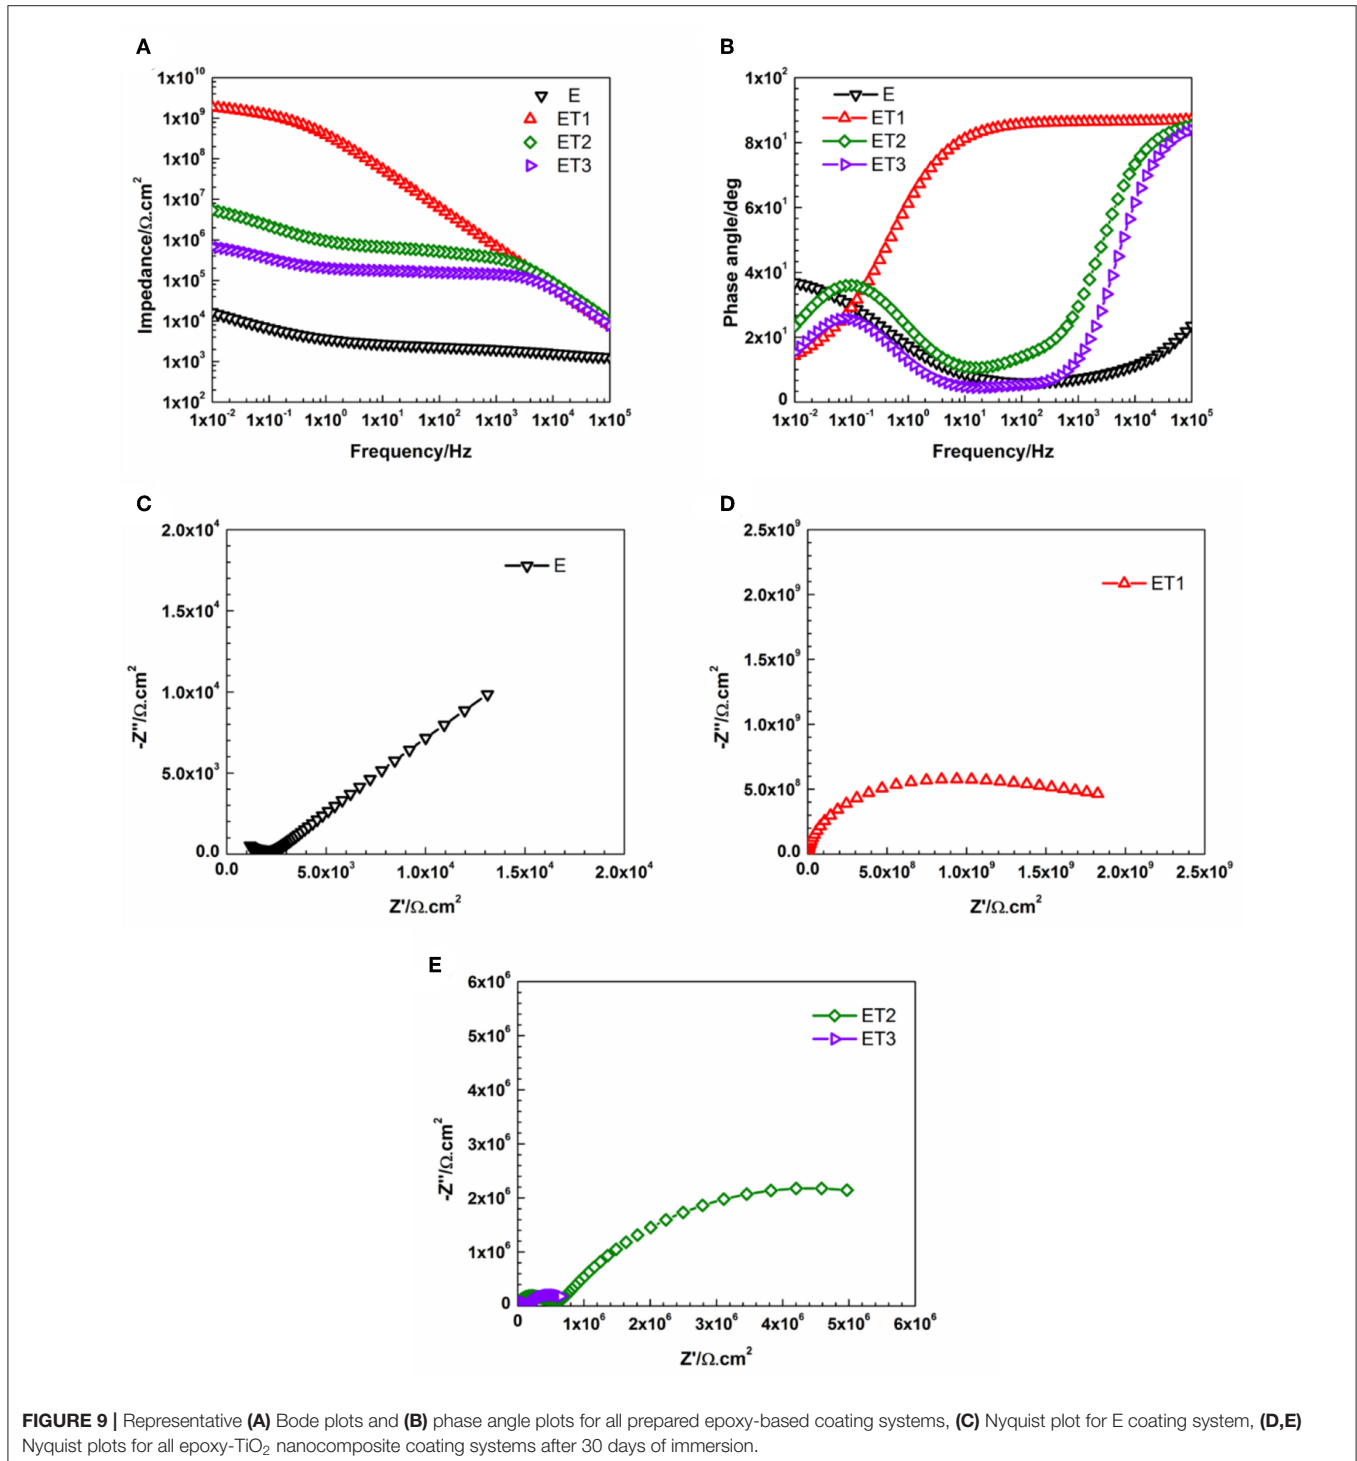 A
1x10^10
1x10^9
1x10^8
1x10^7
1x10^6
1x10^5
1x10^4
1x10^3
1x10^2
Impedance/Ω.cm^2
E
ET1
ET2
ET3
1x10^-2 1x10^-1 1x10^0 1x10^1 1x10^2 1x10^3 1x10^4 1x10^5
Frequency/Hz
B
1x10^2
8x10^1
6x10^1
4x10^1
2x10^1
0
Phase angle/deg
E
ET1
ET2
ET3
1x10^-2 1x10^-1 1x10^0 1x10^1 1x10^2 1x10^3 1x10^4 1x10^5
Frequency/Hz
C
2.0x10^4
1.5x10^4
1.0x10^4
5.0x10^3
0.0
-Z''/Ω.cm^2
E
0.0 5.0x10^3 1.0x10^4 1.5x10^4 2.0x10^4
Z'/Ω.cm^2
D
2.5x10^9
2.0x10^9
1.5x10^9
1.0x10^9
5.0x10^8
0.0
-Z''/Ω.cm^2
ET1
0.0 5.0x10^8 1.0x10^9 1.5x10^9 2.0x10^9 2.5x10^9
Z'/Ω.cm^2
E
6x10^6
5x10^6
4x10^6
3x10^6
2x10^6
1x10^6
0
-Z''/Ω.cm^2
ET2
ET3
0 1x10^6 2x10^6 3x10^6 4x10^6 5x10^6 6x10^6
Z'/Ω.cm^2
FIGURE 9 | Representative (A) Bode plots and (B) phase angle plots for all prepared epoxy-based coating systems, (C) Nyquist plot for E coating system, (D,E)
Nyquist plots for all epoxy-TiO2 nanocomposite coating systems after 30 days of immersion.